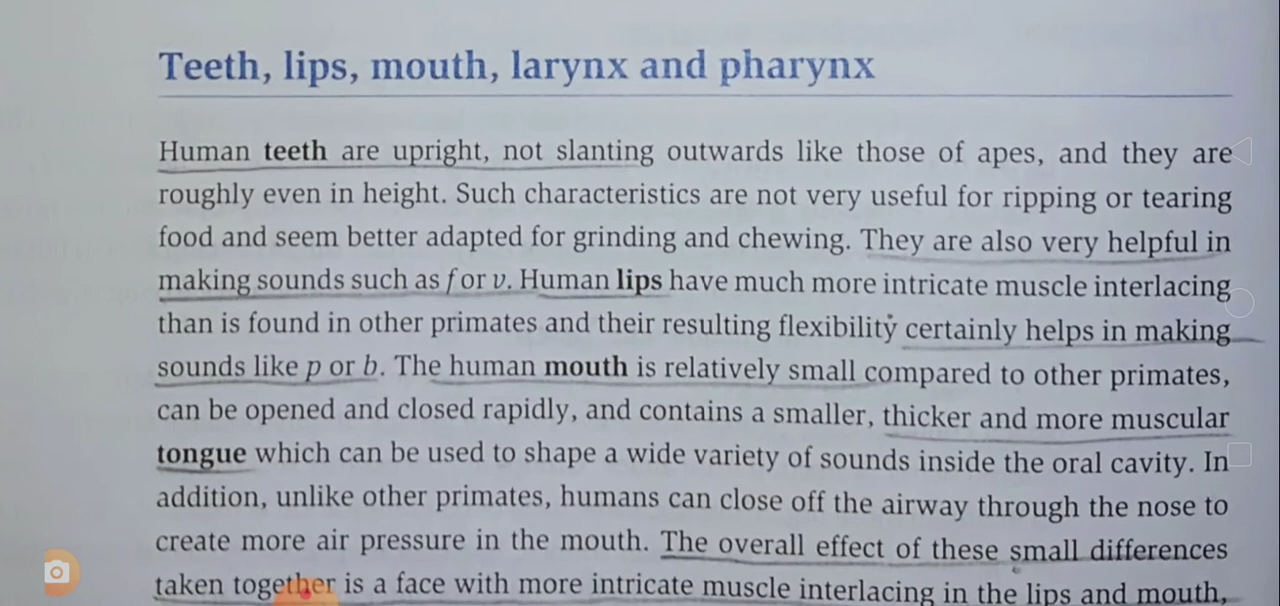 Teeth, lips, mouth, larynx and pharynx
Human teeth are upright, not slanting outwards like those of apes, and they are
roughly even in height. Such characteristics are not very useful for ripping or tearing
food and seem better adapted for grinding and chewing. They are also very helpful in
making sounds such as f or v. Human lips have much more intricate muscle interlacing
than is found in other primates and their resulting flexibility certainly helps in making
sounds like p or b. The human mouth is relatively small compared to other primates,
can be opened and closed rapidly, and contains a smaller, thicker and more muscular
tongue which can be used to shape a wide variety of sounds inside the oral cavity. In
addition, unlike other primates, humans can close off the airway through the nose to
create more air pressure in the mouth. The overall effect of these small differences
taken together is a face with more intricate muscle interlacing in the lips and mouth,